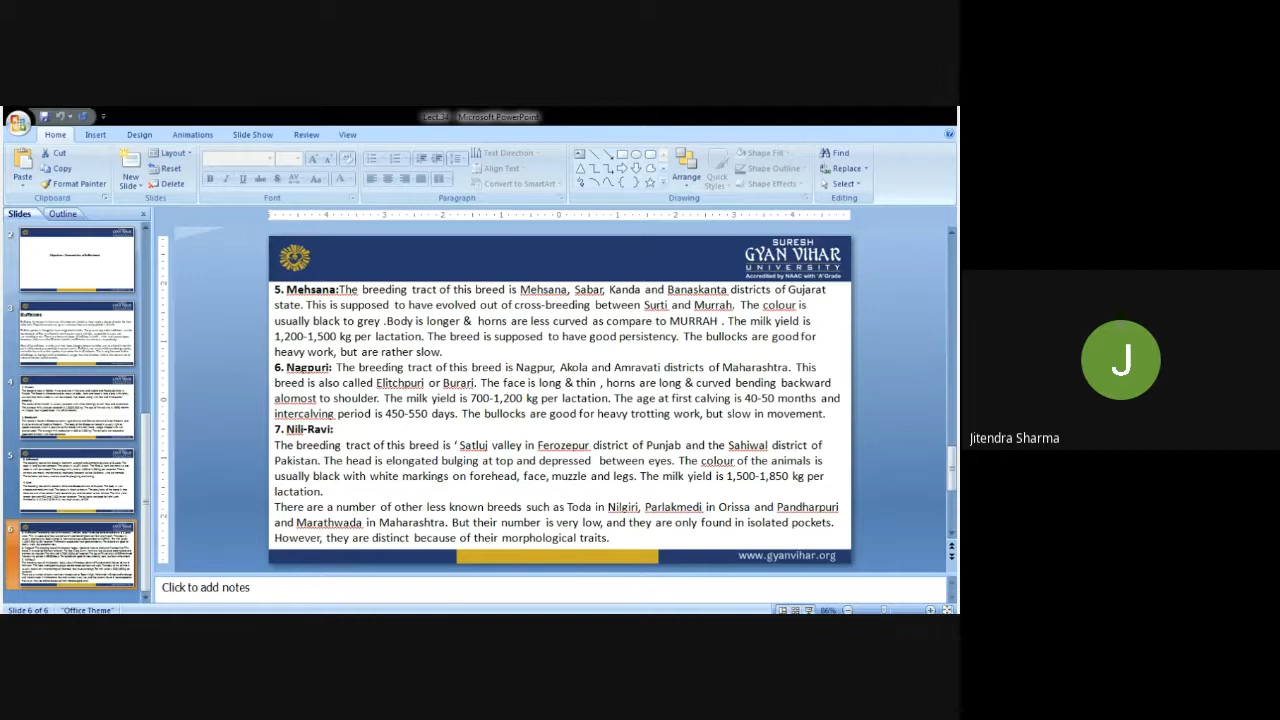 Lect.34 - Microsoft PowerPoint
Home Insert Design Animations Slide Show Review View
Paste Cut Copy Format Painter Clipboard
New Slide Layout Reset Delete Slides
Font
Text Direction Align Text Convert to SmartArt Paragraph
Arrange Quick Styles Shape Fill Shape Outline Shape Effects Drawing
Find Replace Select Editing
Slides Outline
SURESH
GYAN VIHAR
UNIVERSITY
Accredited by NAAC with 'A' Grade
5. Mehsana:The breeding tract of this breed is Mehsana, Sabar, Kanda and Banaskanta districts of Gujarat
state. This is supposed to have evolved out of cross-breeding between Surti and Murrah. The colour is
usually black to grey. Body is longer & horns are less curved as compare to MURRAH . The milk yield is
1,200-1,500 kg per lactation. The breed is supposed to have good persistency. The bullocks are good for
heavy work, but are rather slow.
6. Nagpuri: The breeding tract of this breed is Nagpur, Akola and Amravati districts of Maharashtra. This
breed is also called Elitchpuri or Berigri. The face is long & thin , horns are long & curved bending backward
alomost to shoulder. The milk yield is 705-1,200 kg per lactation. The age at first calving is 40-50 months and
intercalving period is 450-550 days. The bullocks are good for heavy trotting work, but slow in movement.
7. Nili-Ravi:
The breeding tract of this breed is ‘ Satluj valley in Ferozepur district of Punjab and the Sahiwal district of
Pakistan. The head is elongated bulging at top and depressed between eyes. The colour of the animals is
usually black with white markings on forehead, face, muzzle and legs. The milk yield is 1,500-1,850 kg per
lactation.
There are a number of other less known breeds such as Toda in Nilgiri, Parlakmedi in Orissa and Pandharpuri
and Marathwada in Maharashtra. But their number is very low, and they are only found in isolated pockets.
However, they are distinct because of their morphological traits.
www.gyanvihar.org
Click to add notes
Slide 6 of 6 "Office Theme" 86%
J
Jitendra Sharma